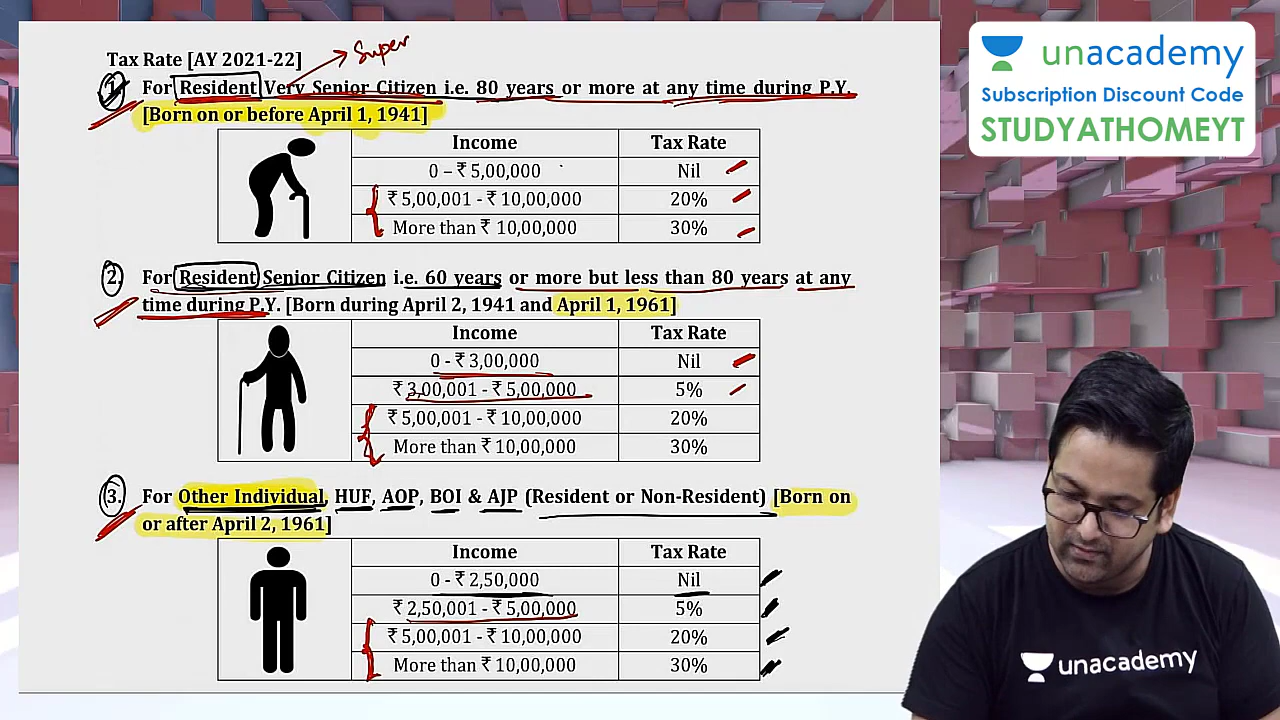 Tax Rate [AY 2021-22]
Super
1. For Resident Very Senior Citizen i.e. 80 years or more at any time during P.Y.
[Born on or before April 1, 1941]
Income Tax Rate
0 – ₹ 5,00,000 Nil
₹ 5,00,001 - ₹ 10,00,000 20%
More than ₹ 10,00,000 30%
2. For Resident Senior Citizen i.e. 60 years or more but less than 80 years at any
time during P.Y. [Born during April 2, 1941 and April 1, 1961]
Income Tax Rate
0 - ₹ 3,00,000 Nil
₹ 3,00,001 - ₹ 5,00,000 5%
₹ 5,00,001 - ₹ 10,00,000 20%
More than ₹ 10,00,000 30%
3. For Other Individual, HUF, AOP, BOI & AJP (Resident or Non-Resident) [Born on
or after April 2, 1961]
Income Tax Rate
0 - ₹ 2,50,000 Nil
₹ 2,50,001 - ₹ 5,00,000 5%
₹ 5,00,001 - ₹ 10,00,000 20%
More than ₹ 10,00,000 30%
unacademy
Subscription Discount Code
STUDYATHOMEYT
unacademy